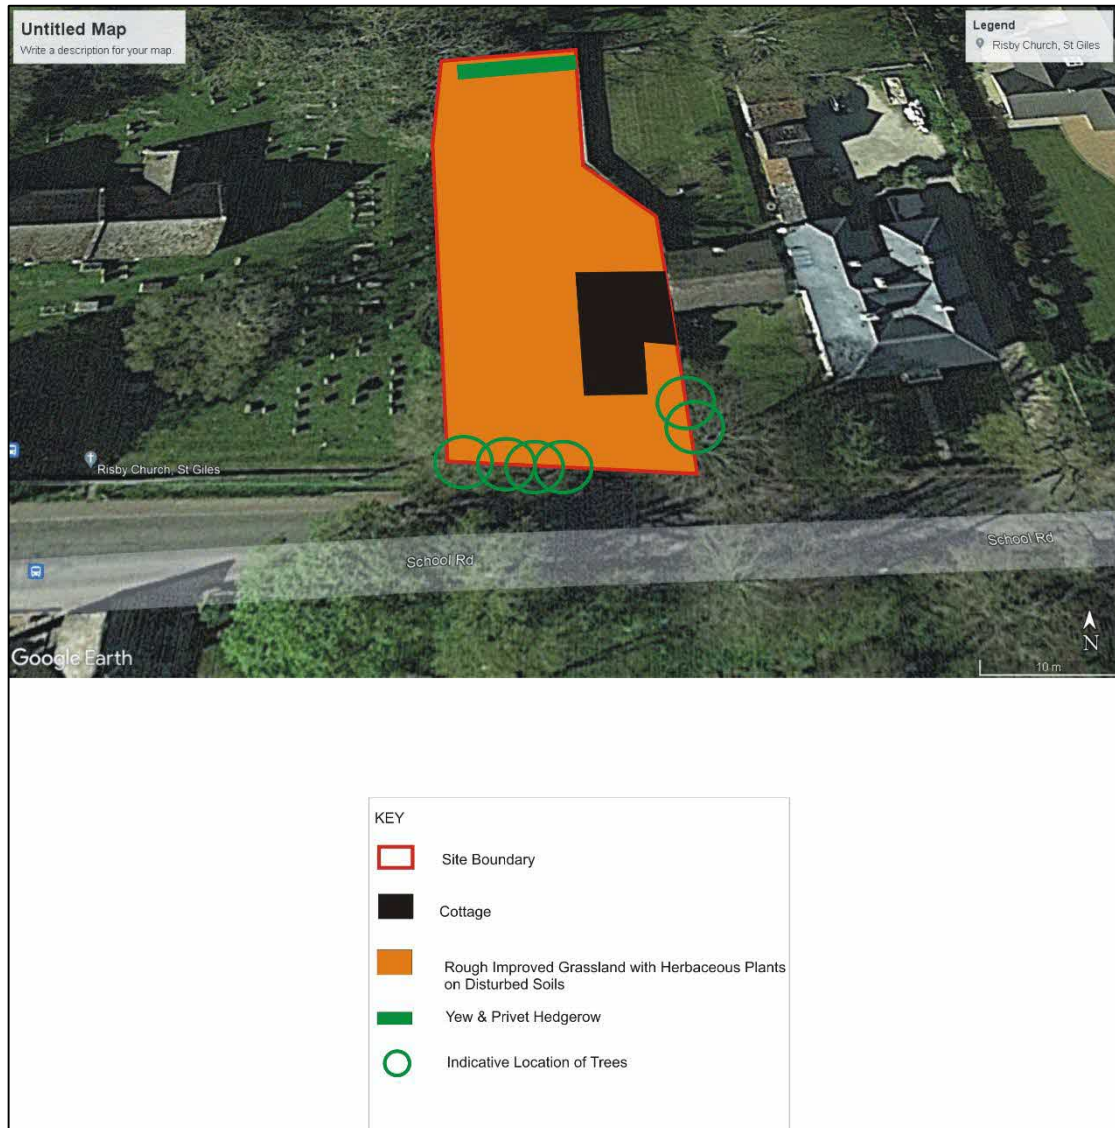 Untitled Map
Write a description for your map.
Legend
Risby Church, St Giles
Risby Church, St Giles
School Rd
School Rd
Google Earth
N
10 m
KEY
Site Boundary
Cottage
Rough Improved Grassland with Herbaceous Plants
on Disturbed Soils
Yew & Privet Hedgerow
Indicative Location of Trees